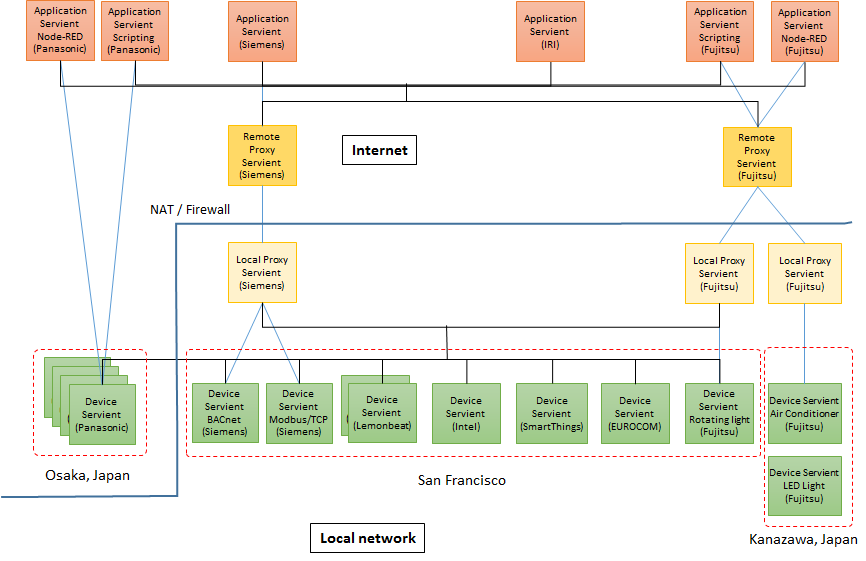 Application
Servient
Node-RED
(Panasonic)
Application
Servient
Scripting
(Panasonic)
Application
Servient
(Siemens)
Application
Servient
(IRI)
Application
Servient
Scripting
(Fujitsu)
Application
Servient
Node-RED
(Fujitsu)
Remote
Proxy
Servient
(Siemens)
Internet
Remote
Proxy
Servient
(Fujitsu)
NAT / Firewall
Local Proxy
Servient
(Siemens)
Local Proxy
Servient
(Fujitsu)
Local Proxy
Servient
(Fujitsu)
Device
Servient
(Panasonic)
Device
Servient
BACnet
(Siemens)
Device
Servient
Modbus/TCP
(Siemens)
Device
Servient
(Lemonbeat)
Device
Servient
(Intel)
Device
Servient
(SmartThings)
Device
Servient
(EUROCOM)
Device
Servient
Rotating light
(Fujitsu)
Device Servient
Air Conditioner
(Fujitsu)
Device Servient
LED Light
(Fujitsu)
Osaka, Japan
San Francisco
Kanazawa, Japan
Local network